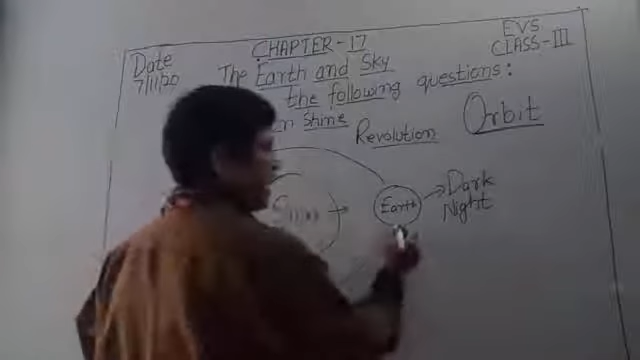 CHAPTER-17
EVS
CLASS-III
Date
7/11/20
The Earth and Sky
the following questions:
Shine
Revolution
Orbit
Sun
Earth
Dark
Night